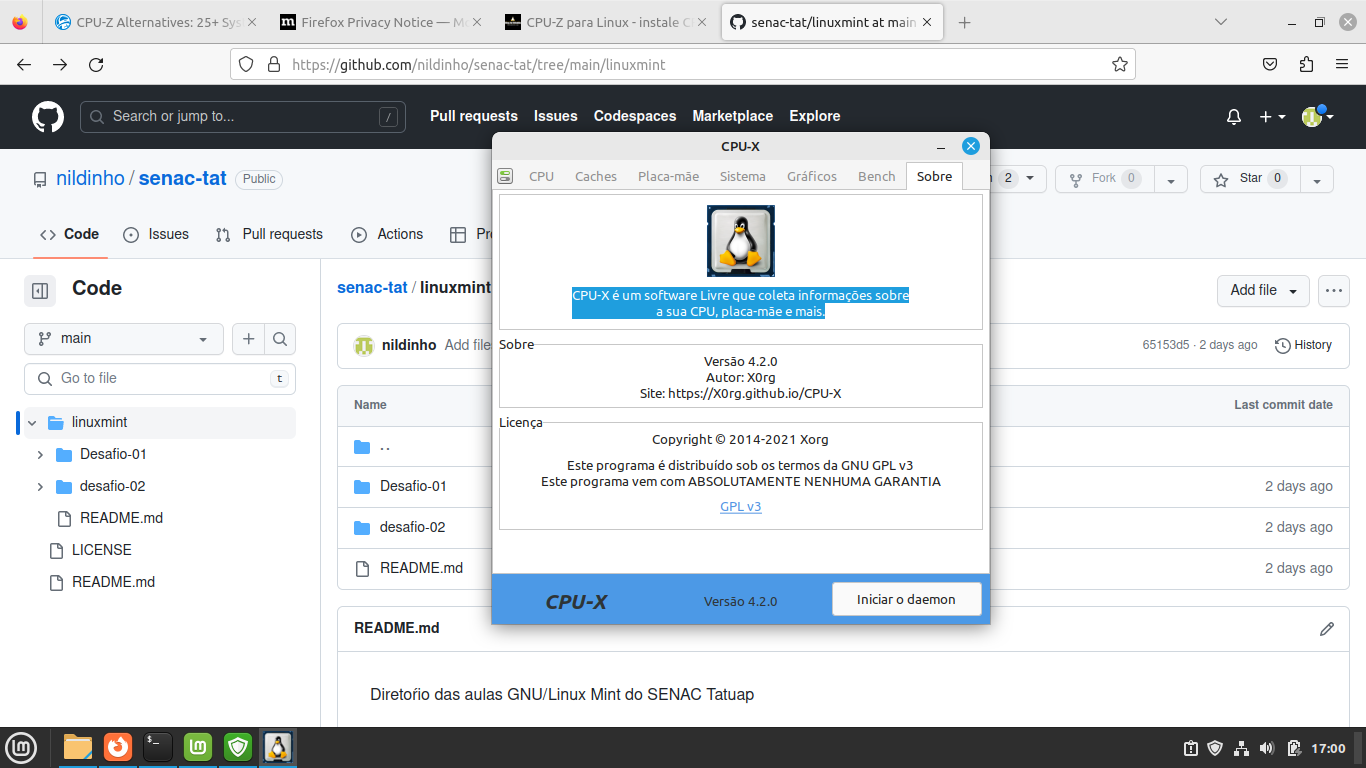 CPU-Z Alternatives: 25+ Sys
Firefox Privacy Notice — Mo
CPU-Z para Linux - instale C
senac-tat/linuxmint at main
https://github.com/nildinho/senac-tat/tree/main/linuxmint
Search or jump to...
/
Pull requests
Issues
Codespaces
Marketplace
Explore
nildinho / senac-tat
Public
2
Fork 0
Star 0
Code
Issues
Pull requests
Actions
Code
main
Go to file
t
linuxmint
Desafio-01
desafio-02
README.md
LICENSE
README.md
senac-tat / linuxmint
Add file
nildinho Add file
65153d5 · 2 days ago
History
Name
Last commit date
..
Desafio-01
2 days ago
desafio-02
2 days ago
README.md
2 days ago
README.md
Diretoŕio das aulas GNU/Linux Mint do SENAC Tatuap
CPU-X
CPU
Caches
Placa-mãe
Sistema
Gráficos
Bench
Sobre
CPU-X é um software Livre que coleta informações sobre
a sua CPU, placa-mãe e mais.
Sobre
Versão 4.2.0
Autor: X0rg
Site: https://X0rg.github.io/CPU-X
Licença
Copyright © 2014-2021 Xorg
Este programa é distribuído sob os termos da GNU GPL v3
Este programa vem com ABSOLUTAMENTE NENHUMA GARANTIA
GPL v3
CPU-X
Versão 4.2.0
Iniciar o daemon
17:00